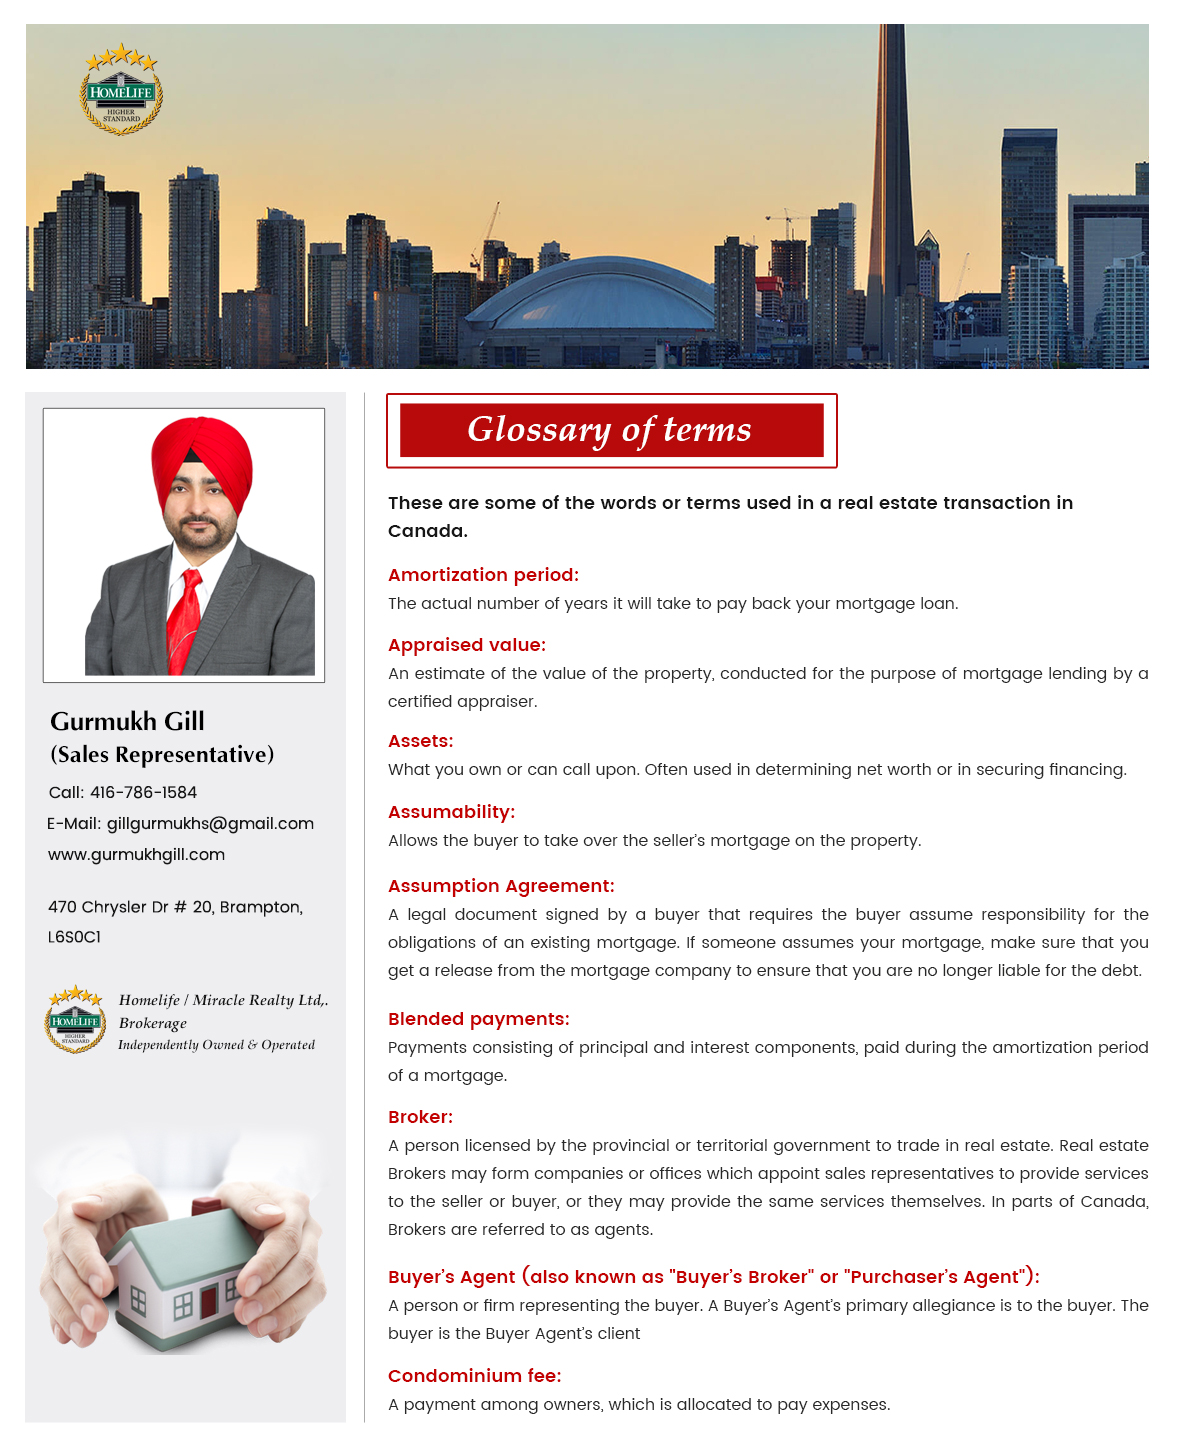 HOMELIFE
HIGHER
STANDARD
Gurmukh Gill
(Sales Representative)
Call: 416-786-1584
E-Mail: gillgurmukhs@gmail.com
www.gurmukhgill.com
470 Chrysler Dr # 20, Brampton,
L6S0C1
HOMELIFE
HIGHER
STANDARD
Homelife / Miracle Realty Ltd,.
Brokerage
Independently Owned & Operated
Glossary of terms
These are some of the words or terms used in a real estate transaction in
Canada.
Amortization period:
The actual number of years it will take to pay back your mortgage loan.
Appraised value:
An estimate of the value of the property, conducted for the purpose of mortgage lending by a
certified appraiser.
Assets:
What you own or can call upon. Often used in determining net worth or in securing financing.
Assumability:
Allows the buyer to take over the seller’s mortgage on the property.
Assumption Agreement:
A legal document signed by a buyer that requires the buyer assume responsibility for the
obligations of an existing mortgage. If someone assumes your mortgage, make sure that you
get a release from the mortgage company to ensure that you are no longer liable for the debt.
Blended payments:
Payments consisting of principal and interest components, paid during the amortization period
of a mortgage.
Broker:
A person licensed by the provincial or territorial government to trade in real estate. Real estate
Brokers may form companies or offices which appoint sales representatives to provide services
to the seller or buyer, or they may provide the same services themselves. In parts of Canada,
Brokers are referred to as agents.
Buyer’s Agent (also known as "Buyer’s Broker" or "Purchaser’s Agent"):
A person or firm representing the buyer. A Buyer’s Agent’s primary allegiance is to the buyer. The
buyer is the Buyer Agent’s client
Condominium fee:
A payment among owners, which is allocated to pay expenses.